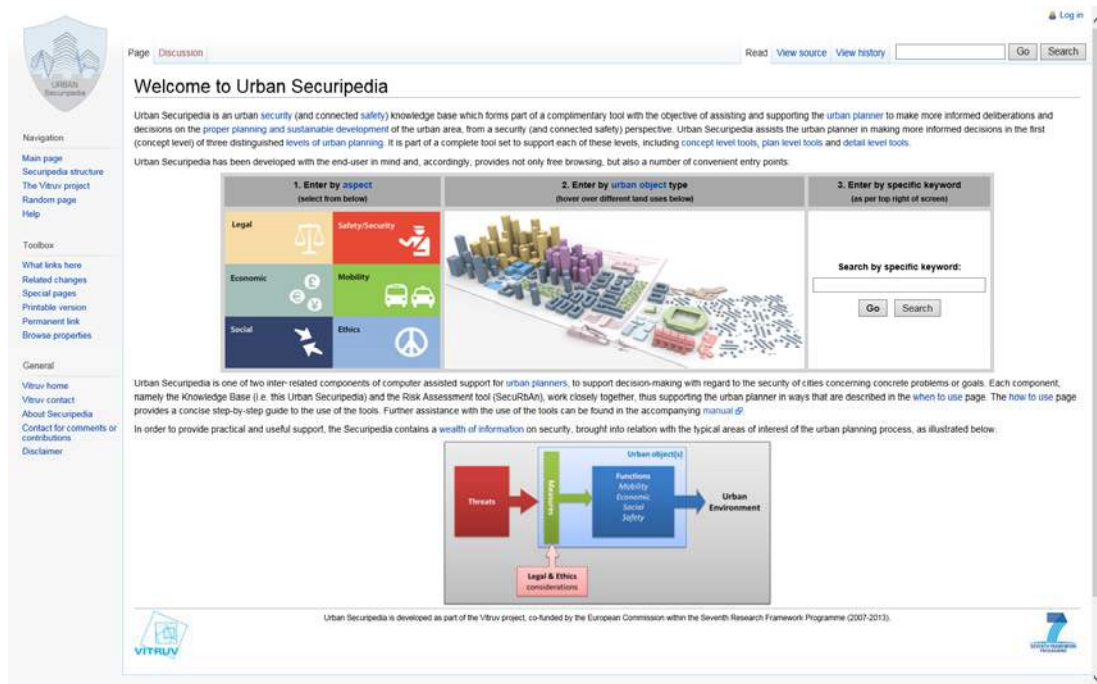 Log in
URBAN
Securipedia
Page Discussion
Read View source View history
Go Search
Welcome to Urban Securipedia
Urban Securipedia is an urban security (and connected safety) knowledge base which forms part of a complimentary tool with the objective of assisting and supporting the urban planner to make more informed deliberations and
decisions on the proper planning and sustainable development of the urban area, from a security (and connected safety) perspective. Urban Securipedia assists the urban planner in making more informed decisions in the first
(concept level) of three distinguished levels of urban planning. It is part of a complete tool set to support each of these levels, including concept level tools, plan level tools and detail level tools.
Urban Securipedia has been developed with the end-user in mind and, accordingly, provides not only free browsing, but also a number of convenient entry points:
Navigation
Main page
Securipedia structure
The Vitruv project
Random page
Help
Toolbox
What links here
Related changes
Special pages
Printable version
Permanent link
Browse properties
General
Vitruv home
Vitruv contact
About Securipedia
Contact for comments or
contributions
Disclaimer
1. Enter by aspect
(select from below)
2. Enter by urban object type
(hover over different land uses below)
3. Enter by specific keyword
(as per top right of screen)
Legal
Safety/Security
Economic
Mobility
Social
Ethics
Search by specific keyword:
Go Search
Urban Securipedia is one of two inter-related components of computer assisted support for urban planners, to support decision-making with regard to the security of cities concerning concrete problems or goals. Each component,
namely the Knowledge Base (i.e. this Urban Securipedia) and the Risk Assessment tool (SecuRbAn), work closely together, thus supporting the urban planner in ways that are described in the when to use page. The how to use page
provides a concise step-by-step guide to the use of the tools. Further assistance with the use of the tools can be found in the accompanying manual
In order to provide practical and useful support, the Securipedia contains a wealth of information on security, brought into relation with the typical areas of interest of the urban planning process, as illustrated below:
Urban object(s)
Threats
Measures
Functions
Mobility
Economic
Social
Safety
Urban
Environment
Legal & Ethics
considerations
Urban Securipedia is developed as part of the Vitruv project, co-funded by the European Commission within the Seventh Research Framework Programme (2007-2013).
VITRUV
7
SEVENTH FRAMEWORK
PROGRAMME